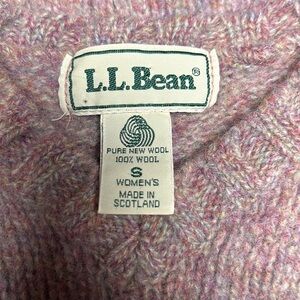 L.L.Bean®
PURE NEW WOOL
100% WOOL
S
WOMEN'S
MADE IN
SCOTLAND